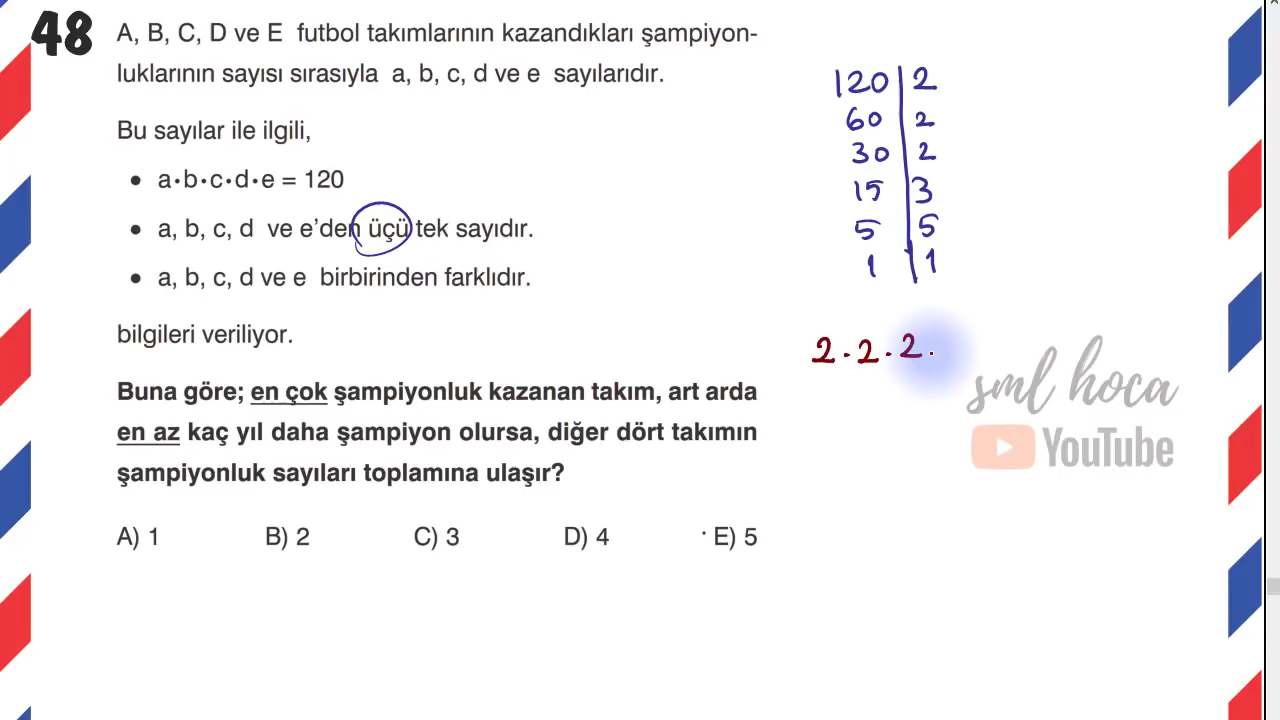 48
A, B, C, D ve E futbol takımlarının kazandıkları şampiyon-
luklarının sayısı sırasıyla a, b, c, d ve e sayılarıdır.
Bu sayılar ile ilgili,
• a•b•c•d•e = 120
• a, b, c, d ve e'den üçü tek sayıdır.
• a, b, c, d ve e birbirinden farklıdır.
bilgileri veriliyor.
Buna göre; en çok şampiyonluk kazanan takım, art arda
en az kaç yıl daha şampiyon olursa, diğer dört takımın
şampiyonluk sayıları toplamına ulaşır?
A) 1 B) 2 C) 3 D) 4 E) 5
120 2
60 2
30 2
15 3
5 5
1 1
2 . 2 . 2 .
sml hoca
YouTube